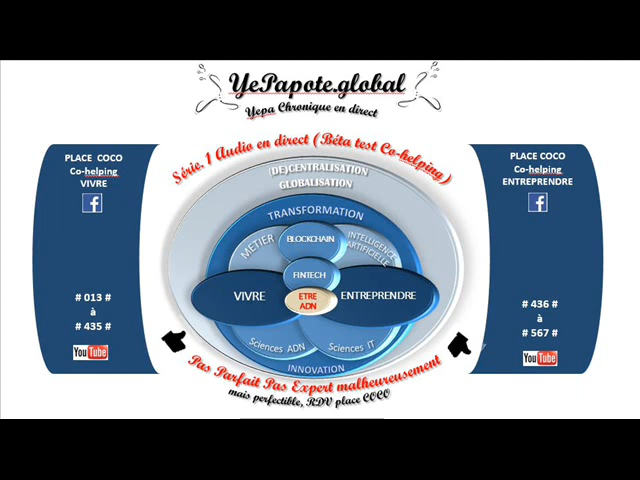 YePapote.global
Yepa Chronique en direct
Série, 1 Audio en direct (Béta test Co-helping)
PLACE COCO
Co-helping
VIVRE
# 013 #
à
# 435 #
YouTube
(DE)CENTRALISATION
GLOBALISATION
TRANSFORMATION
METIER
BLOCKCHAIN
INTELLIGENCE
ARTIFICIELLE
FINTECH
VIVRE
ETRE
ADN
ENTREPRENDRE
Sciences ADN
Sciences IT
INNOVATION
Pas Parfait Pas Expert malheureusement
mais perfectible, RDV place COCO
PLACE COCO
Co-helping
ENTREPRENDRE
# 436 #
à
# 567 #
YouTube